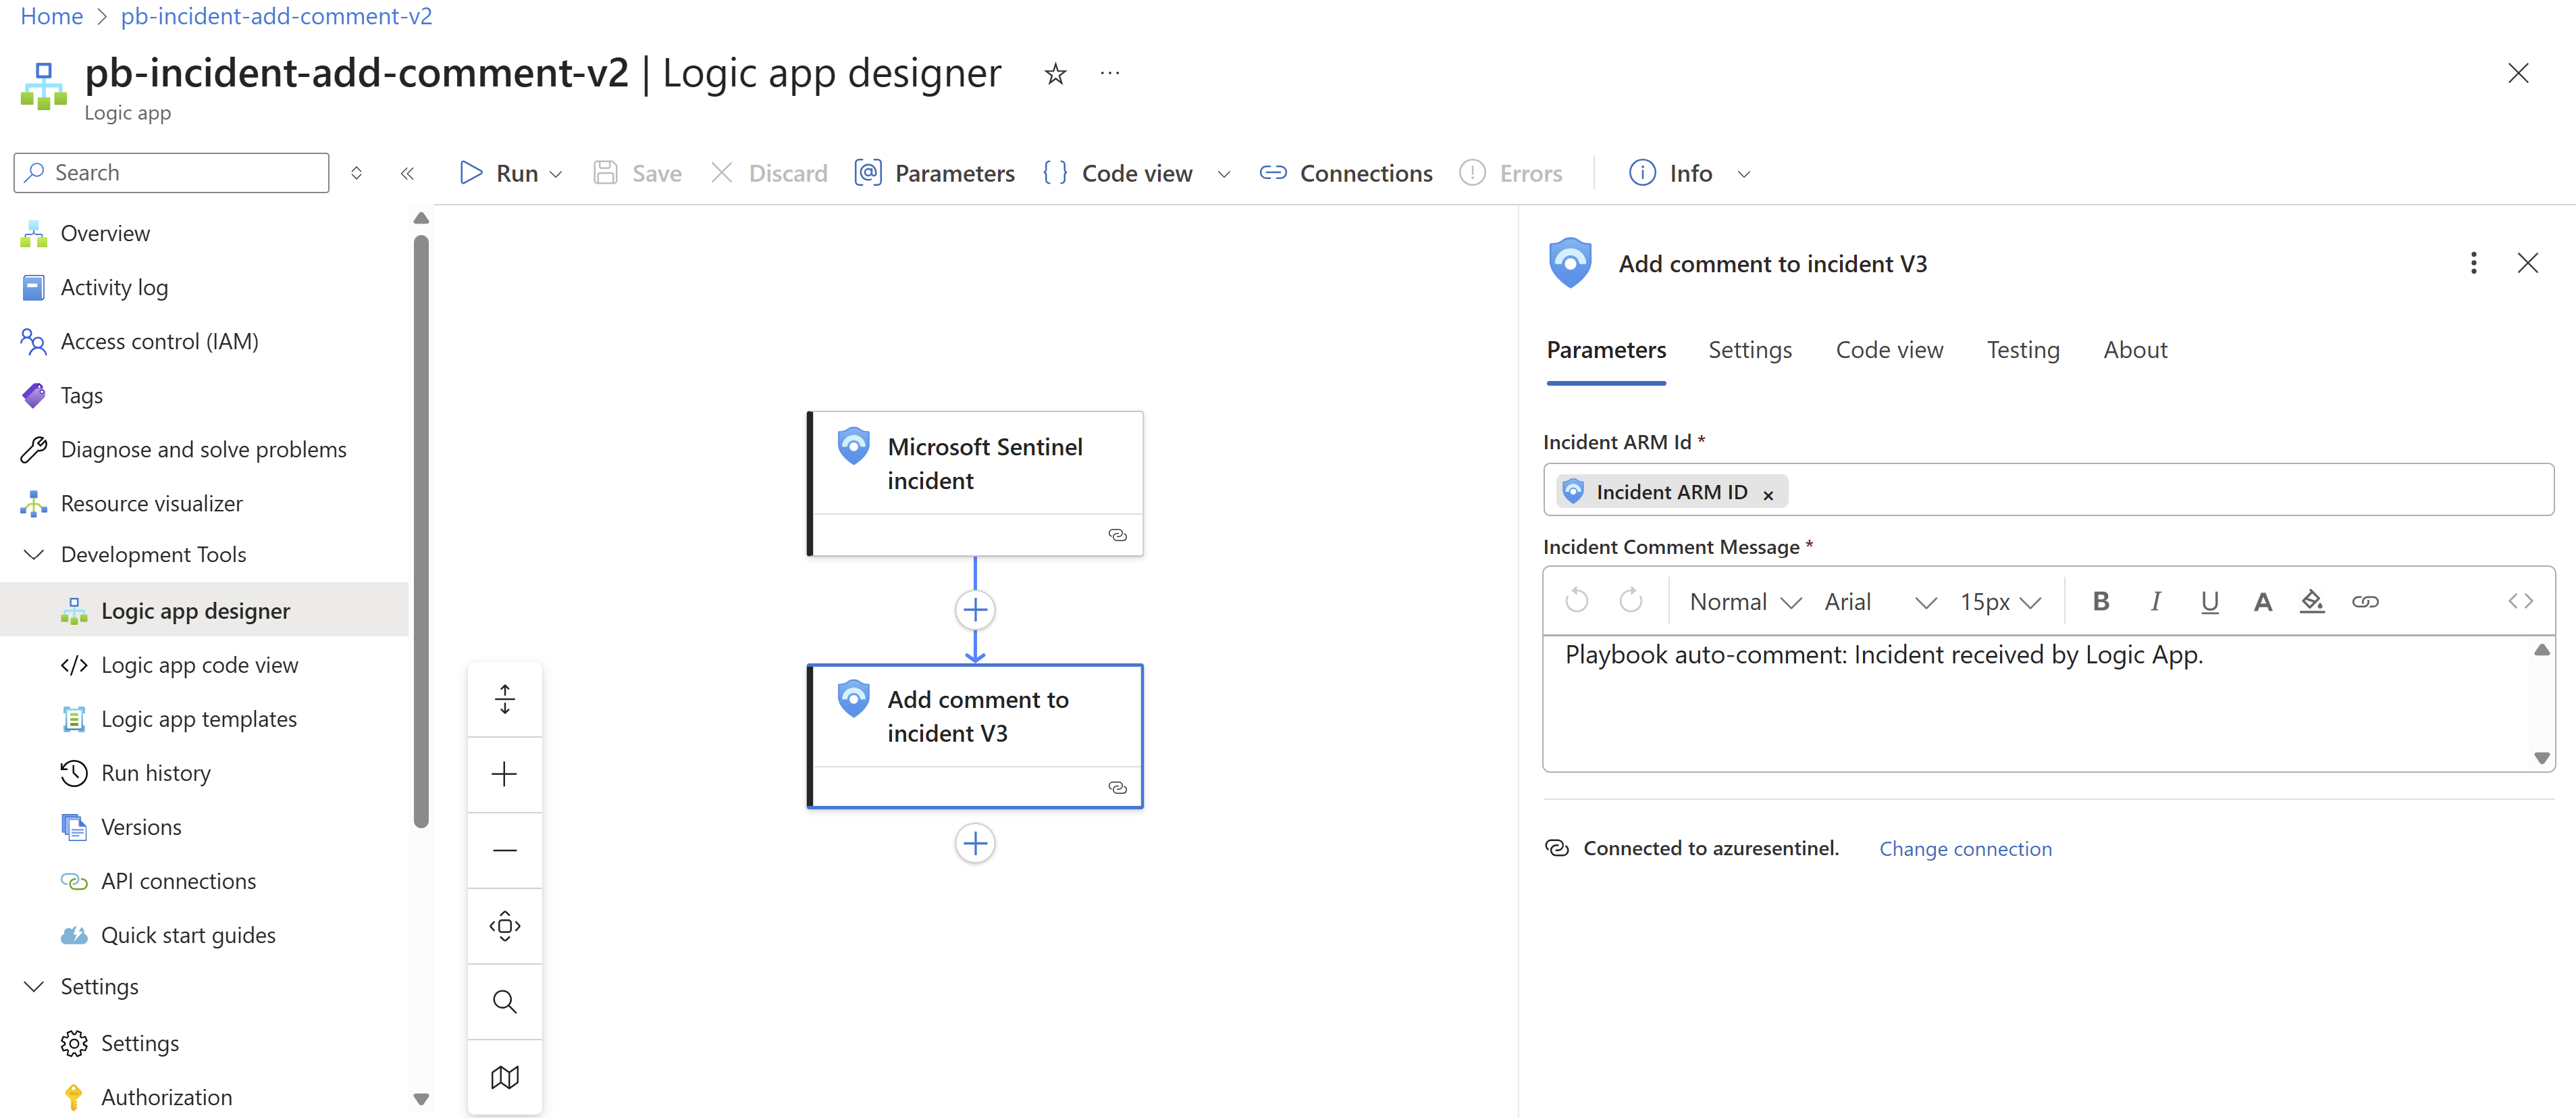 Home > pb-incident-add-comment-v2
pb-incident-add-comment-v2 | Logic app designer
Logic app
Search
Run
Save
Discard
Parameters
Code view
Connections
Errors
Info
Overview
Activity log
Access control (IAM)
Tags
Diagnose and solve problems
Resource visualizer
Development Tools
Logic app designer
Logic app code view
Logic app templates
Run history
Versions
API connections
Quick start guides
Settings
Settings
Authorization
Microsoft Sentinel
incident
Add comment to
incident V3
Add comment to incident V3
Parameters
Settings
Code view
Testing
About
Incident ARM Id *
Incident ARM ID ×
Incident Comment Message *
Normal
Arial
15px
B
I
U
A
Playbook auto-comment: Incident received by Logic App.
Connected to azuresentinel.
Change connection